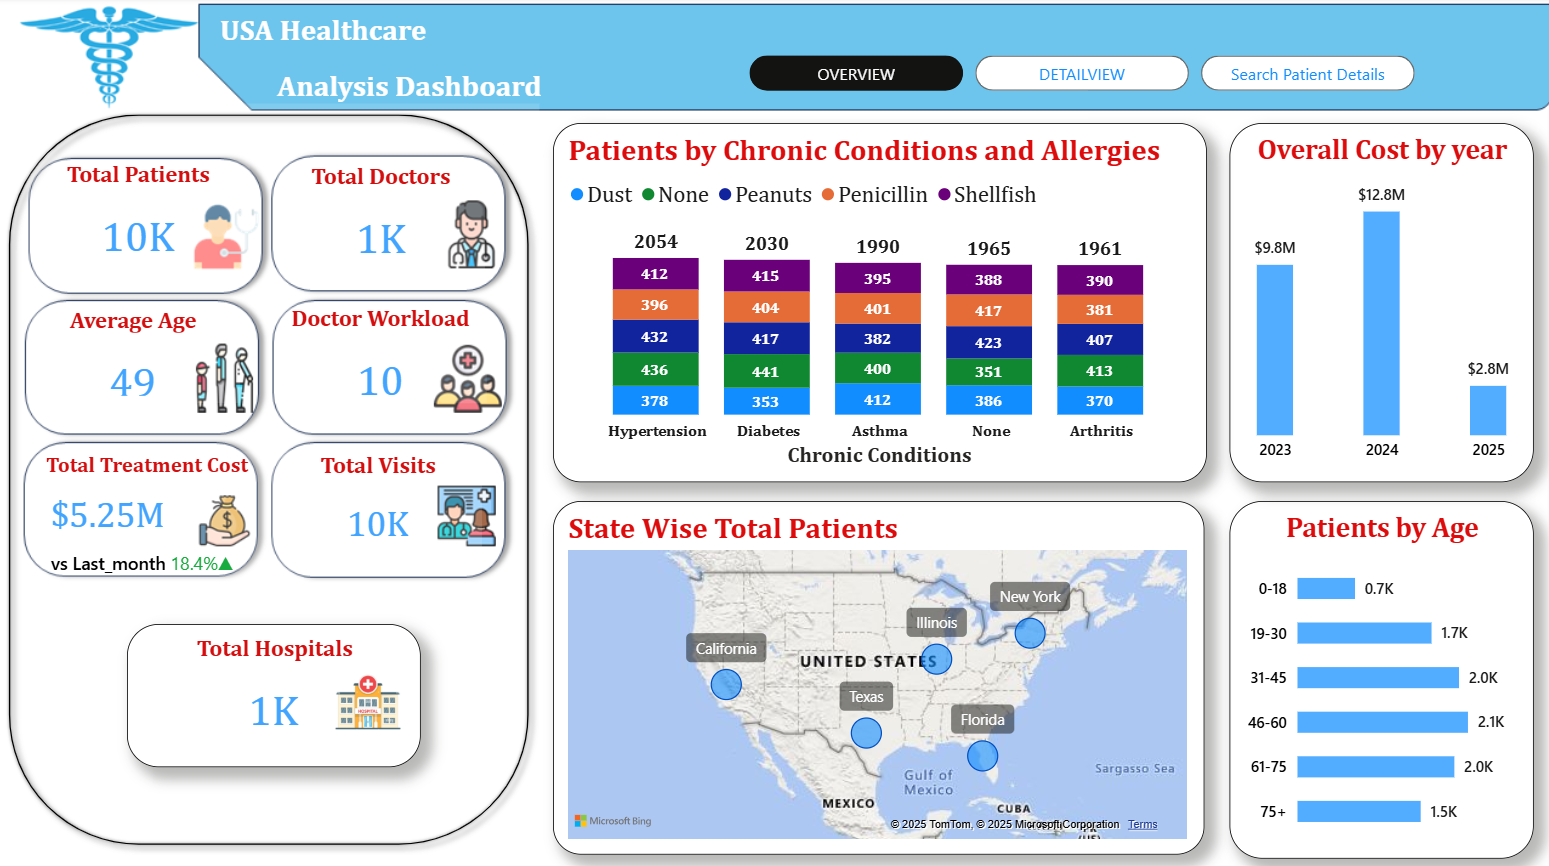 USA Healthcare
Analysis Dashboard
OVERVIEW
DETAILVIEW
Search Patient Details
Total Patients
10K
Total Doctors
1K
Average Age
49
Doctor Workload
10
Total Treatment Cost
$5.25M
vs Last_month 18.4%▲
Total Visits
10K
Total Hospitals
1K
HOSPITAL
Patients by Chronic Conditions and Allergies
Dust None Peanuts Penicillin Shellfish
2054 2030 1990 1965 1961
412 415 395 388 390
396 404 401 417 381
432 417 382 423 407
436 441 400 351 413
378 353 412 386 370
Hypertension Diabetes Asthma None Arthritis
Chronic Conditions
Overall Cost by year
$12.8M
$9.8M
$2.8M
2023 2024 2025
State Wise Total Patients
New York
Illinois
California
UNITED STATES
Texas
Florida
Gulf of
Mexico
Sargasso Sea
MEXICO
CUBA
Microsoft Bing
© 2025 TomTom, © 2025 Microsoft Corporation Terms
Patients by Age
0-18 0.7K
19-30 1.7K
31-45 2.0K
46-60 2.1K
61-75 2.0K
75+ 1.5K